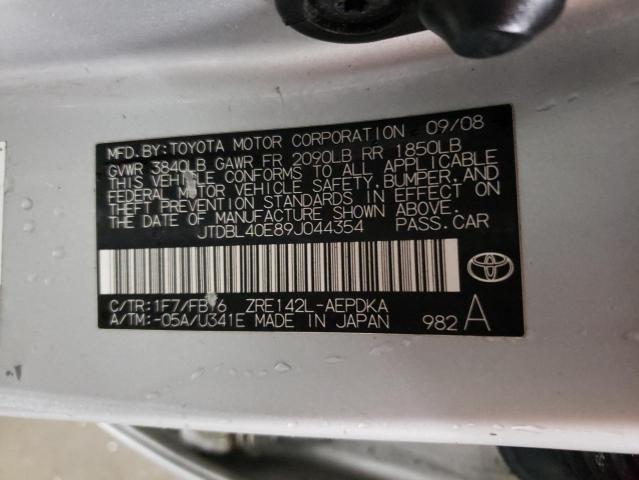 MFD. BY: TOYOTA MOTOR CORPORATION 09/08
GVWR 3840LB GAWR FR 2090LB RR 1850LB
THIS VEHICLE CONFORMS TO ALL APPLICABLE
FEDERAL MOTOR VEHICLE SAFETY, BUMPER, AND
THEFT PREVENTION STANDARDS IN EFFECT ON
THE DATE OF MANUFACTURE SHOWN ABOVE.
JTDBL40E89J044354 PASS. CAR
C/TR: 1F7/FB16 ZRE142L-AEPDKA
A/TM: -05A/U341E MADE IN JAPAN 982 A